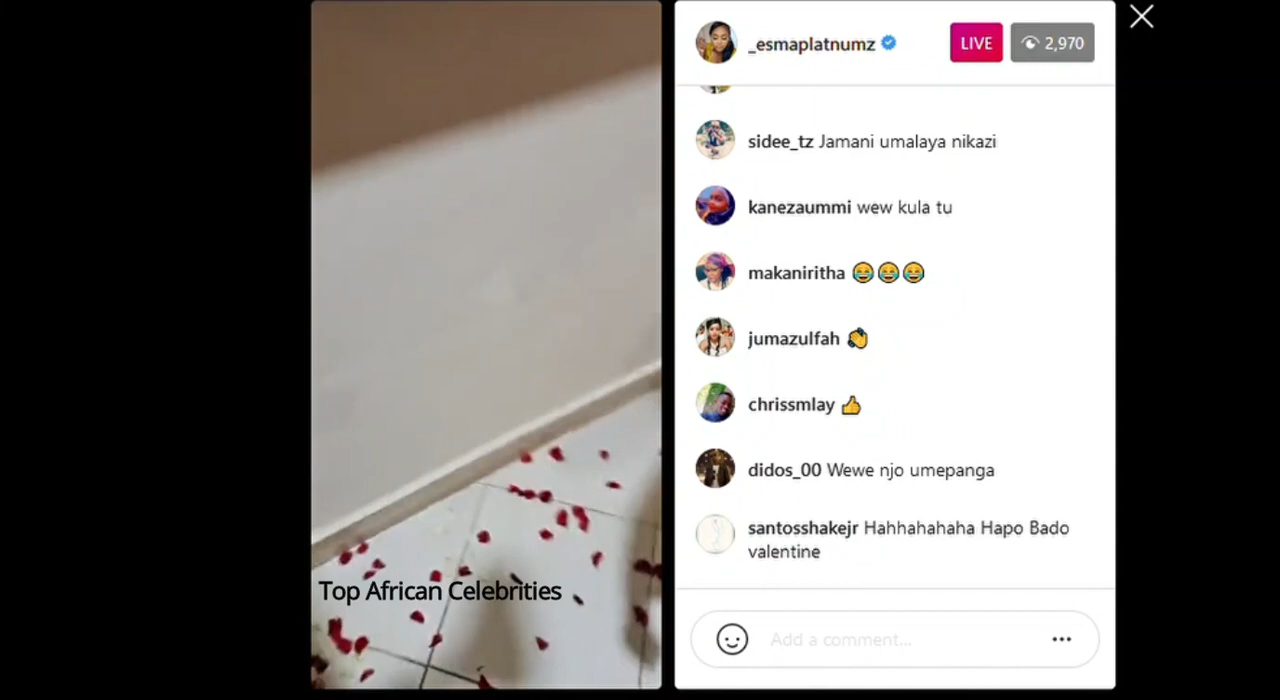 _esmaplatnumz
LIVE
2,970
sidee_tz Jamani umalaya nikazi
kanezaummi wew kula tu
makaniritha 😂😂😂
jumazulfah 👏
chrissmlay 👍
didos_00 Wewe njo umepanga
santosshakejr Hahhahahaha Hapo Bado
valentine
Top African Celebrities
Add a comment...